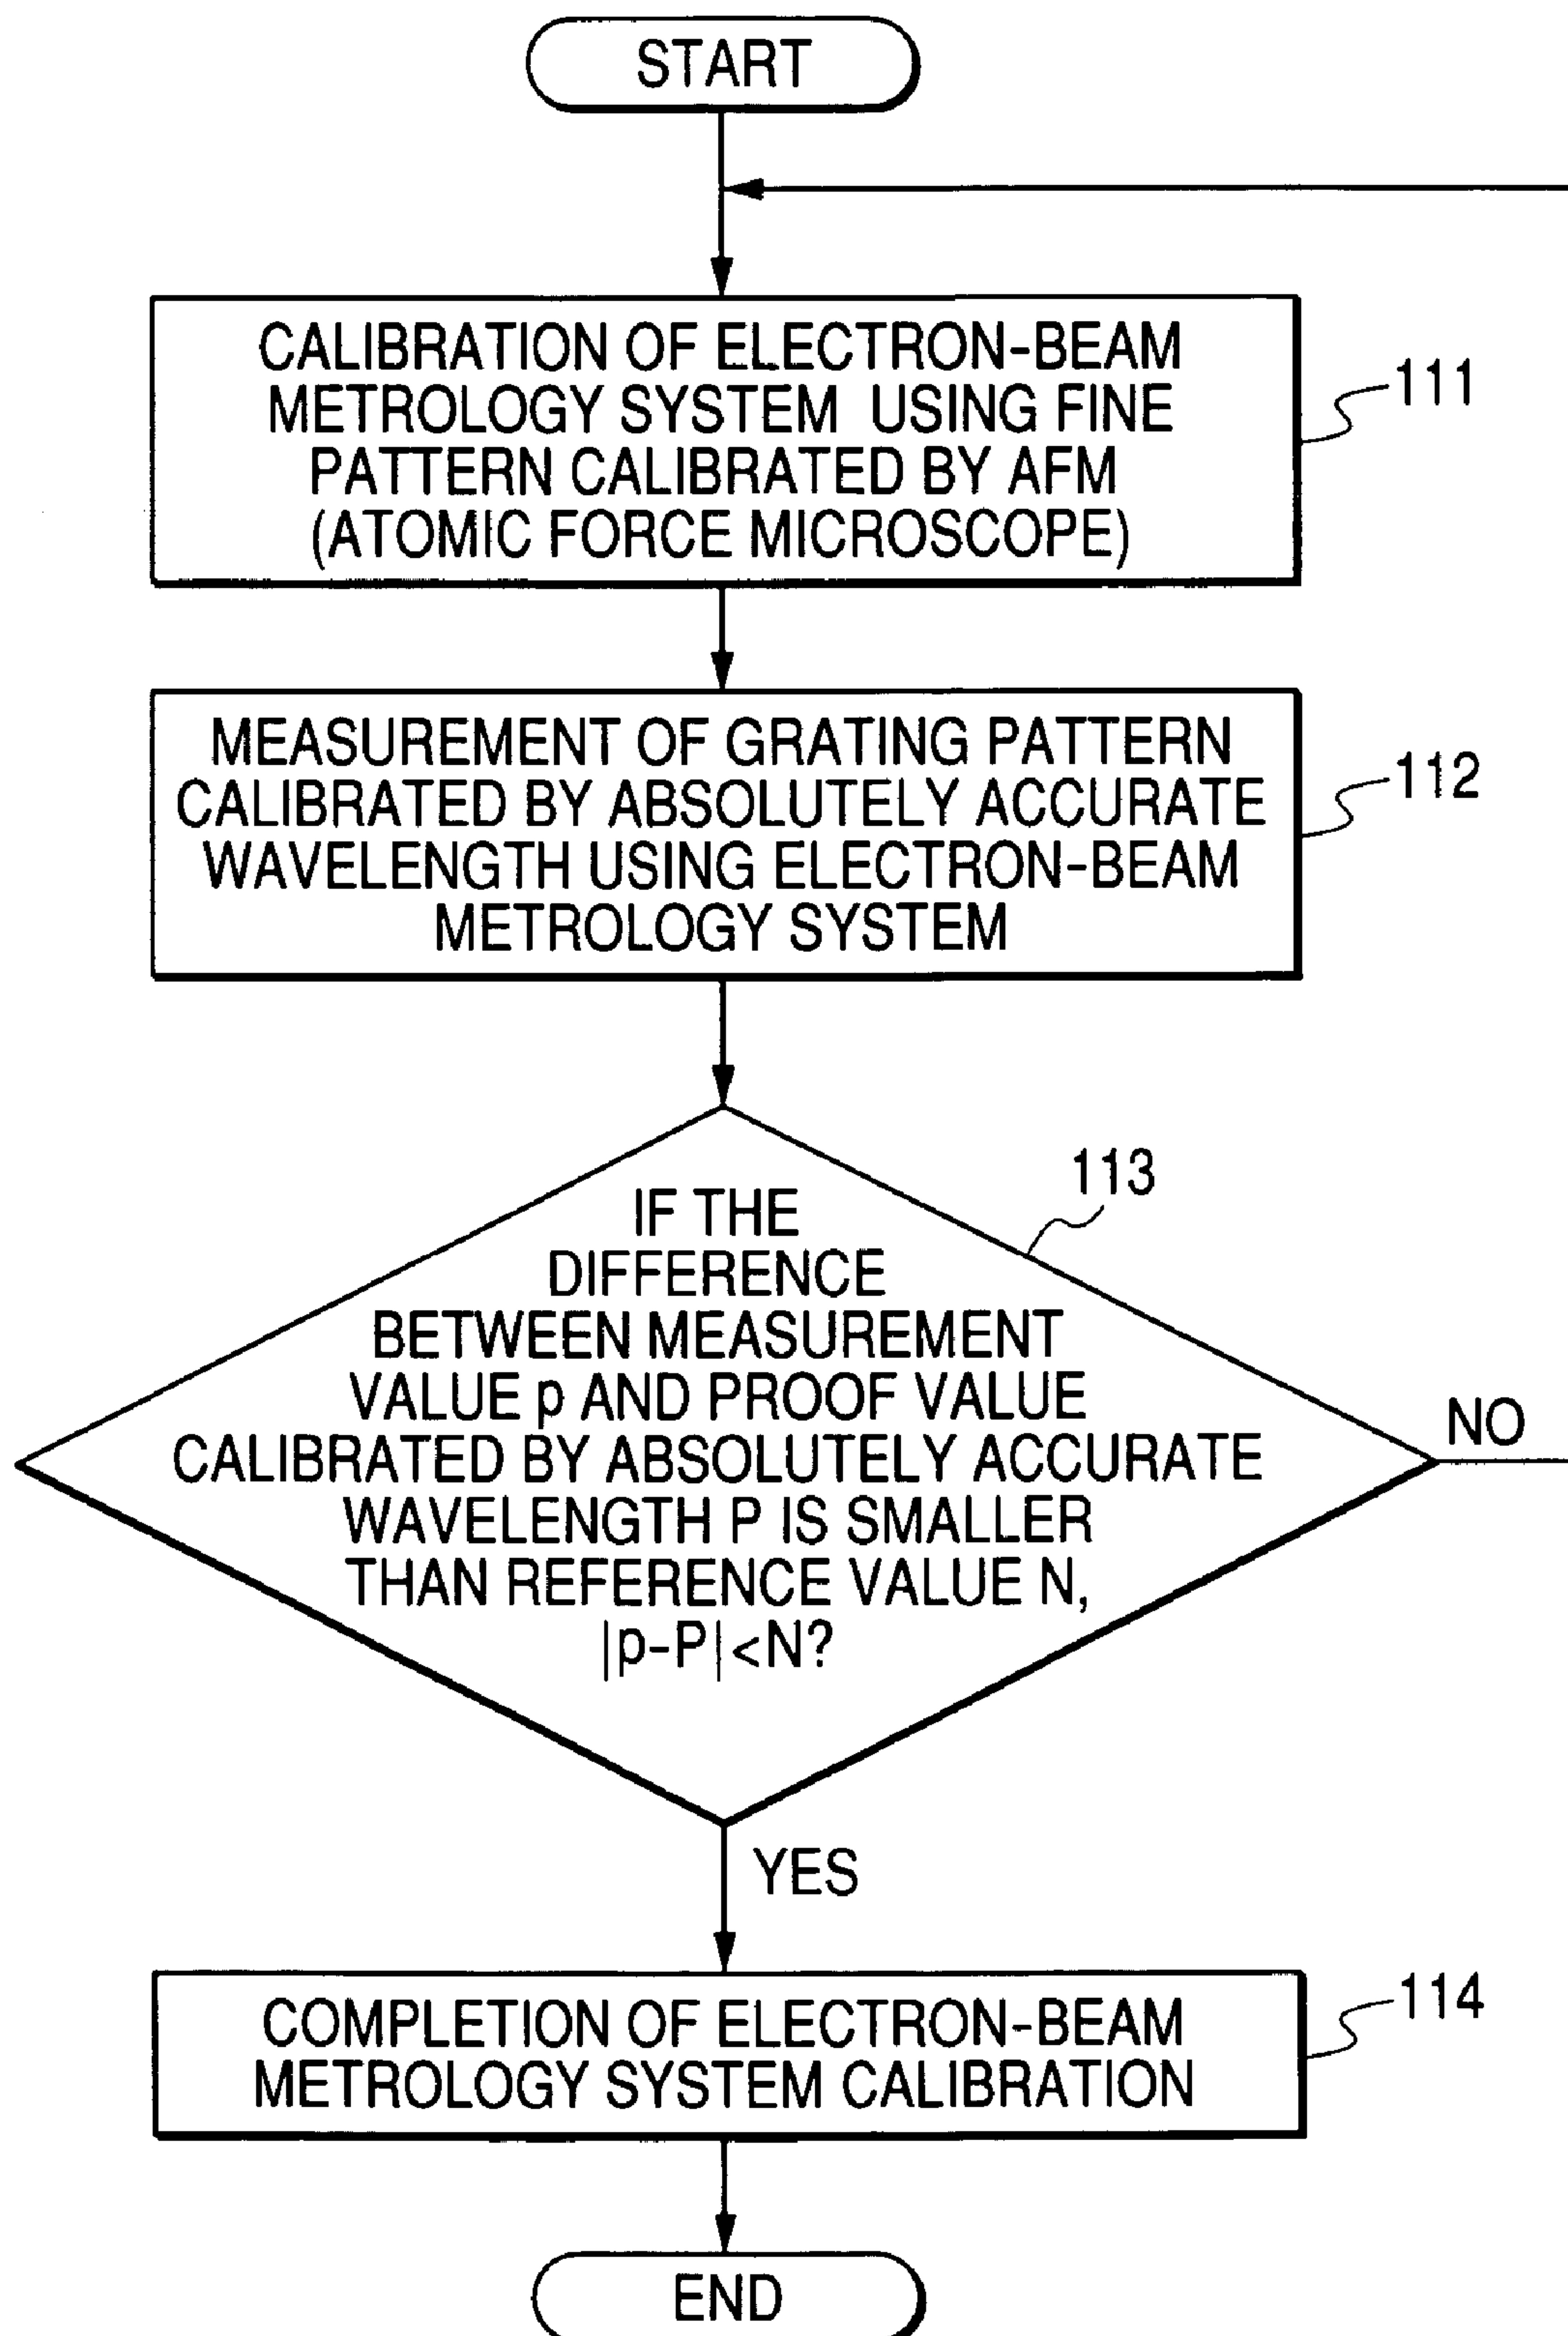 START
CALIBRATION OF ELECTRON-BEAM
METROLOGY SYSTEM USING FINE
PATTERN CALIBRATED BY AFM
(ATOMIC FORCE MICROSCOPE)
111
MEASUREMENT OF GRATING PATTERN
CALIBRATED BY ABSOLUTELY ACCURATE
WAVELENGTH USING ELECTRON-BEAM
METROLOGY SYSTEM
112
113
IF THE
DIFFERENCE
BETWEEN MEASUREMENT
VALUE p AND PROOF VALUE
CALIBRATED BY ABSOLUTELY ACCURATE
WAVELENGTH P IS SMALLER
THAN REFERENCE VALUE N,
|p-P|<N?
NO
YES
COMPLETION OF ELECTRON-BEAM
METROLOGY SYSTEM CALIBRATION
114
END